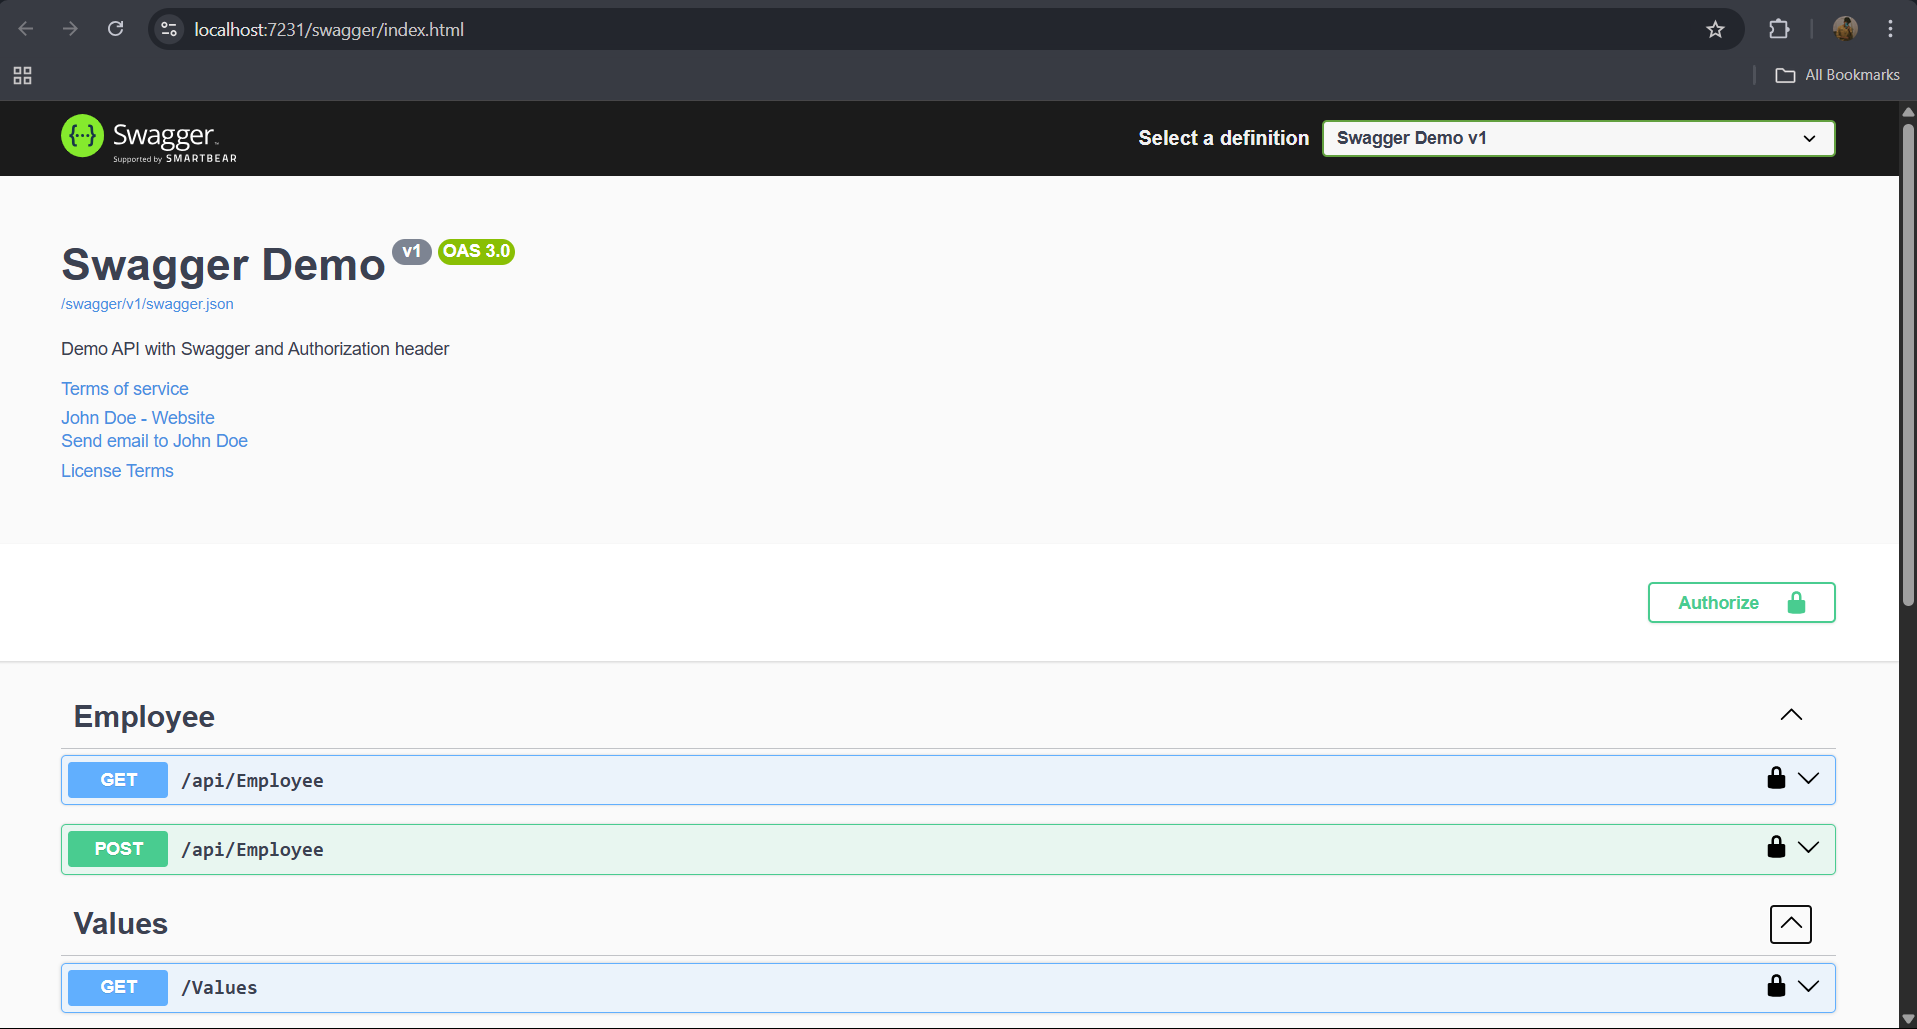 localhost:7231/swagger/index.html
All Bookmarks
Swagger
Supported by SMARTBEAR
Select a definition
Swagger Demo v1
Swagger Demo v1 OAS 3.0
/swagger/v1/swagger.json
Demo API with Swagger and Authorization header
Terms of service
John Doe - Website
Send email to John Doe
License Terms
Authorize
Employee
GET /api/Employee
POST /api/Employee
Values
GET /Values